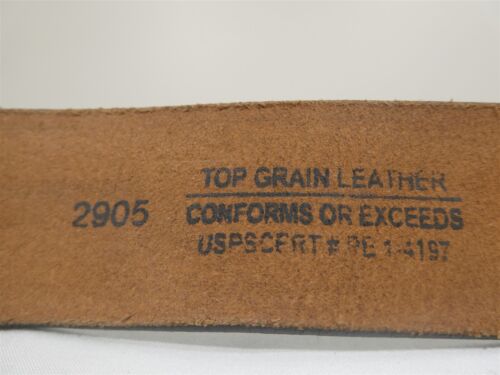 2905
TOP GRAIN LEATHER
CONFORMS OR EXCEEDS
USPSCERT # PE 1-4197